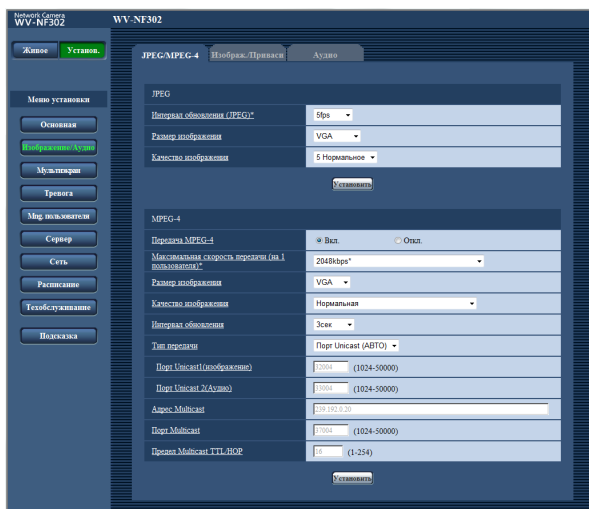 Network Camera
WV-NF302
WV-NF302
Живое Установ.
JPEG/MPEG-4 Изображ./Приваси Аудио
Меню установки
Основная
Изображение/Аудио
Мультиэкран
Тревога
Mng. пользователя
Сервер
Сеть
Расписание
Техобслуживание
Подсказка
JPEG
Интервал обновления (JPEG)* 5fps
Размер изображения VGA
Качество изображения 5 Нормальное
Установить
MPEG-4
Передача MPEG-4 Вкл. Откл.
Максимальная скорость передачи (на 1
пользователя)* 2048kbps*
Размер изображения VGA
Качество изображения Нормальная
Интервал обновления 3сек
Тип передачи Порт Unicast (АВТО)
Порт Unicast1(изображение) 32004 (1024-50000)
Порт Unicast 2(Аудио) 33004 (1024-50000)
Адрес Multicast 239.192.0.20
Порт Multicast 37004 (1024-50000)
Предел Multicast TTL/HOP 16 (1-254)
Установить